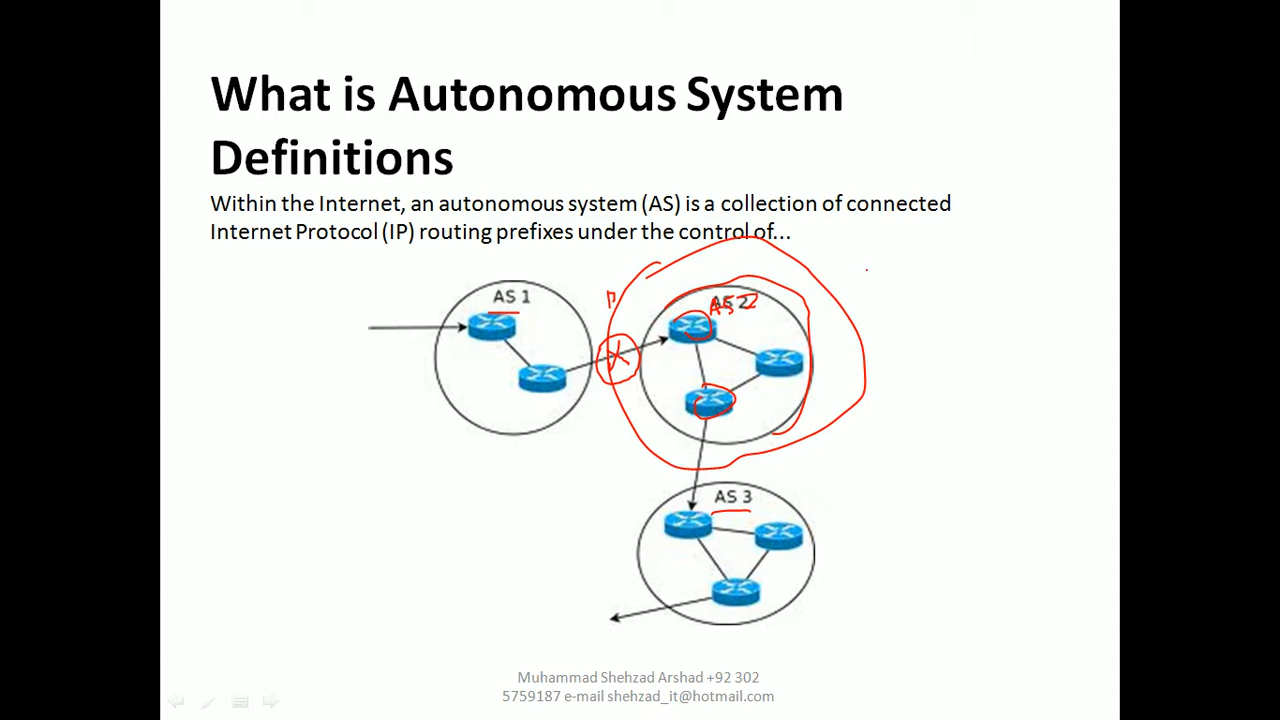 What is Autonomous System
Definitions
Within the Internet, an autonomous system (AS) is a collection of connected
Internet Protocol (IP) routing prefixes under the control of...
AS 1
AS 2
AS 2
AS 3
Muhammad Shehzad Arshad +92 302
5759187 e-mail shehzad_it@hotmail.com